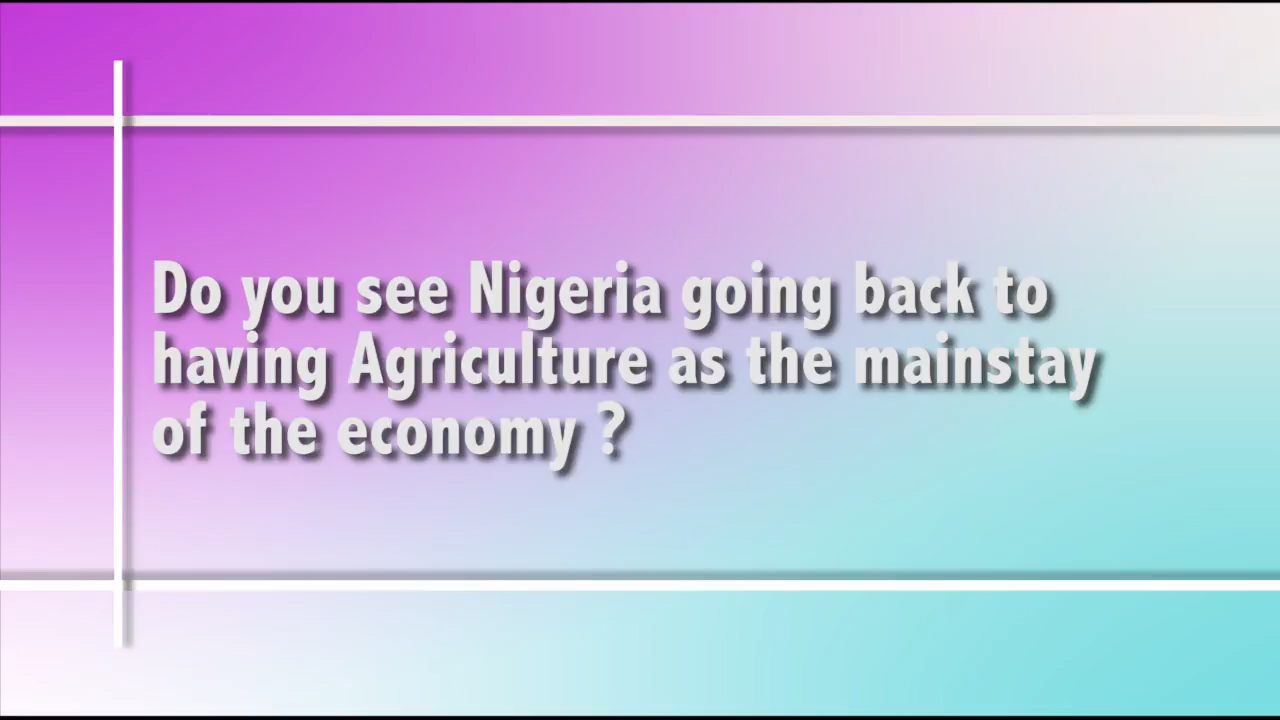 Do you see Nigeria going back to
having Agriculture as the mainstay
of the economy ?